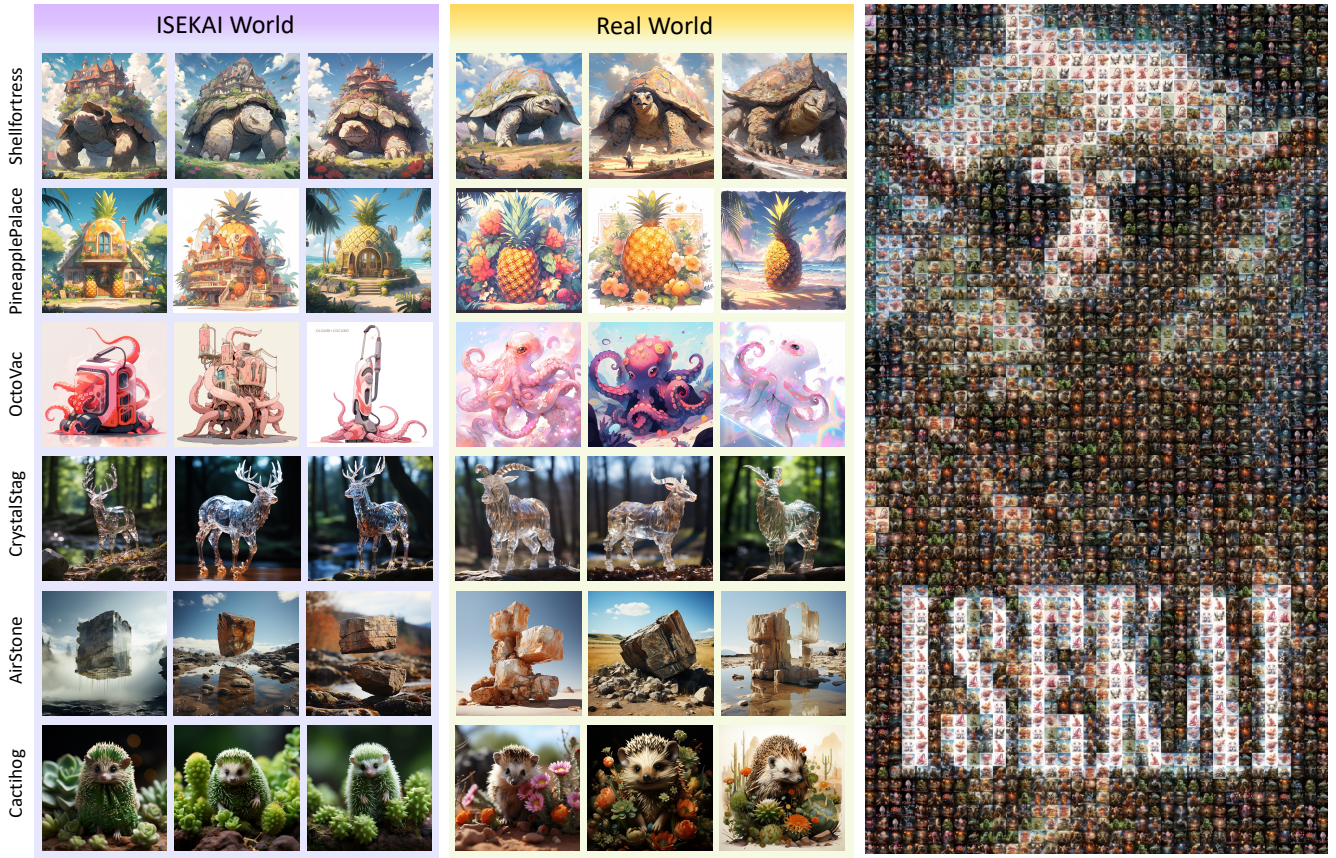 ISEKAI World
Real World
Shellfortress
PineapplePalace
OctoVac
CrystalStag
AirStone
Cactihog
ISEKAI